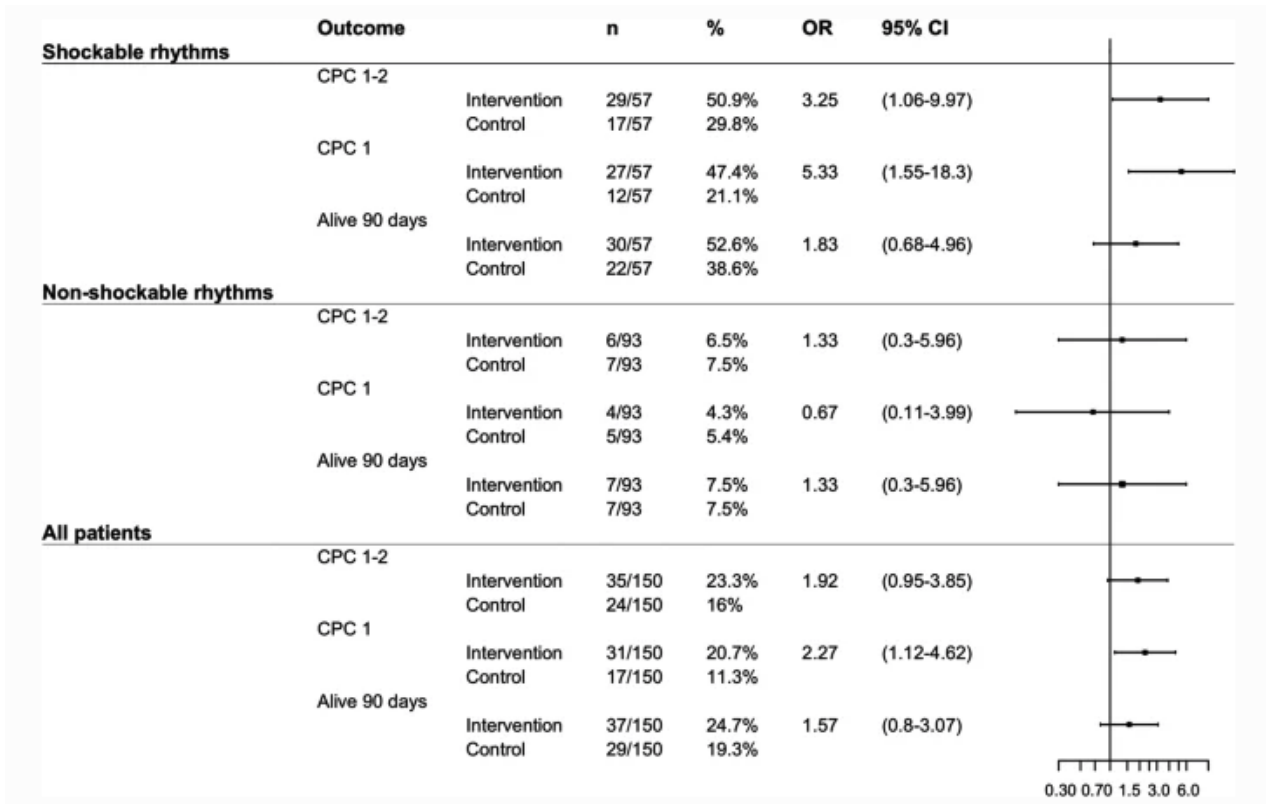 Outcome n % OR 95% CI
Shockable rhythms
CPC 1-2
Intervention 29/57 50.9% 3.25 (1.06-9.97)
Control 17/57 29.8%
CPC 1
Intervention 27/57 47.4% 5.33 (1.55-18.3)
Control 12/57 21.1%
Alive 90 days
Intervention 30/57 52.6% 1.83 (0.68-4.96)
Control 22/57 38.6%
Non-shockable rhythms
CPC 1-2
Intervention 6/93 6.5% 1.33 (0.3-5.96)
Control 7/93 7.5%
CPC 1
Intervention 4/93 4.3% 0.67 (0.11-3.99)
Control 5/93 5.4%
Alive 90 days
Intervention 7/93 7.5% 1.33 (0.3-5.96)
Control 7/93 7.5%
All patients
CPC 1-2
Intervention 35/150 23.3% 1.92 (0.95-3.85)
Control 24/150 16%
CPC 1
Intervention 31/150 20.7% 2.27 (1.12-4.62)
Control 17/150 11.3%
Alive 90 days
Intervention 37/150 24.7% 1.57 (0.8-3.07)
Control 29/150 19.3%
0.30 0.70 1.5 3.0 6.0